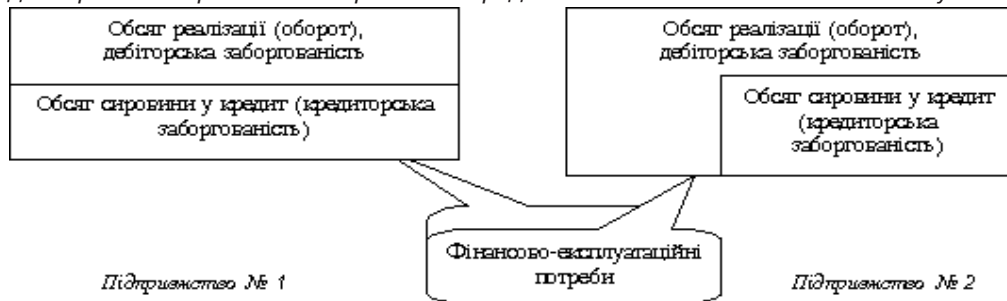 Обсяг реалізації (оборот),
дебіторська заборгованість
Обсяг сировини у кредит (кредиторська
заборгованість)
Обсяг реалізації (оборот),
дебіторська заборгованість
Обсяг сировини у кредит
(кредиторська
заборгованість)
Фінансово-експлуатаційні
потреби
Підприємство № 1
Підприємство № 2